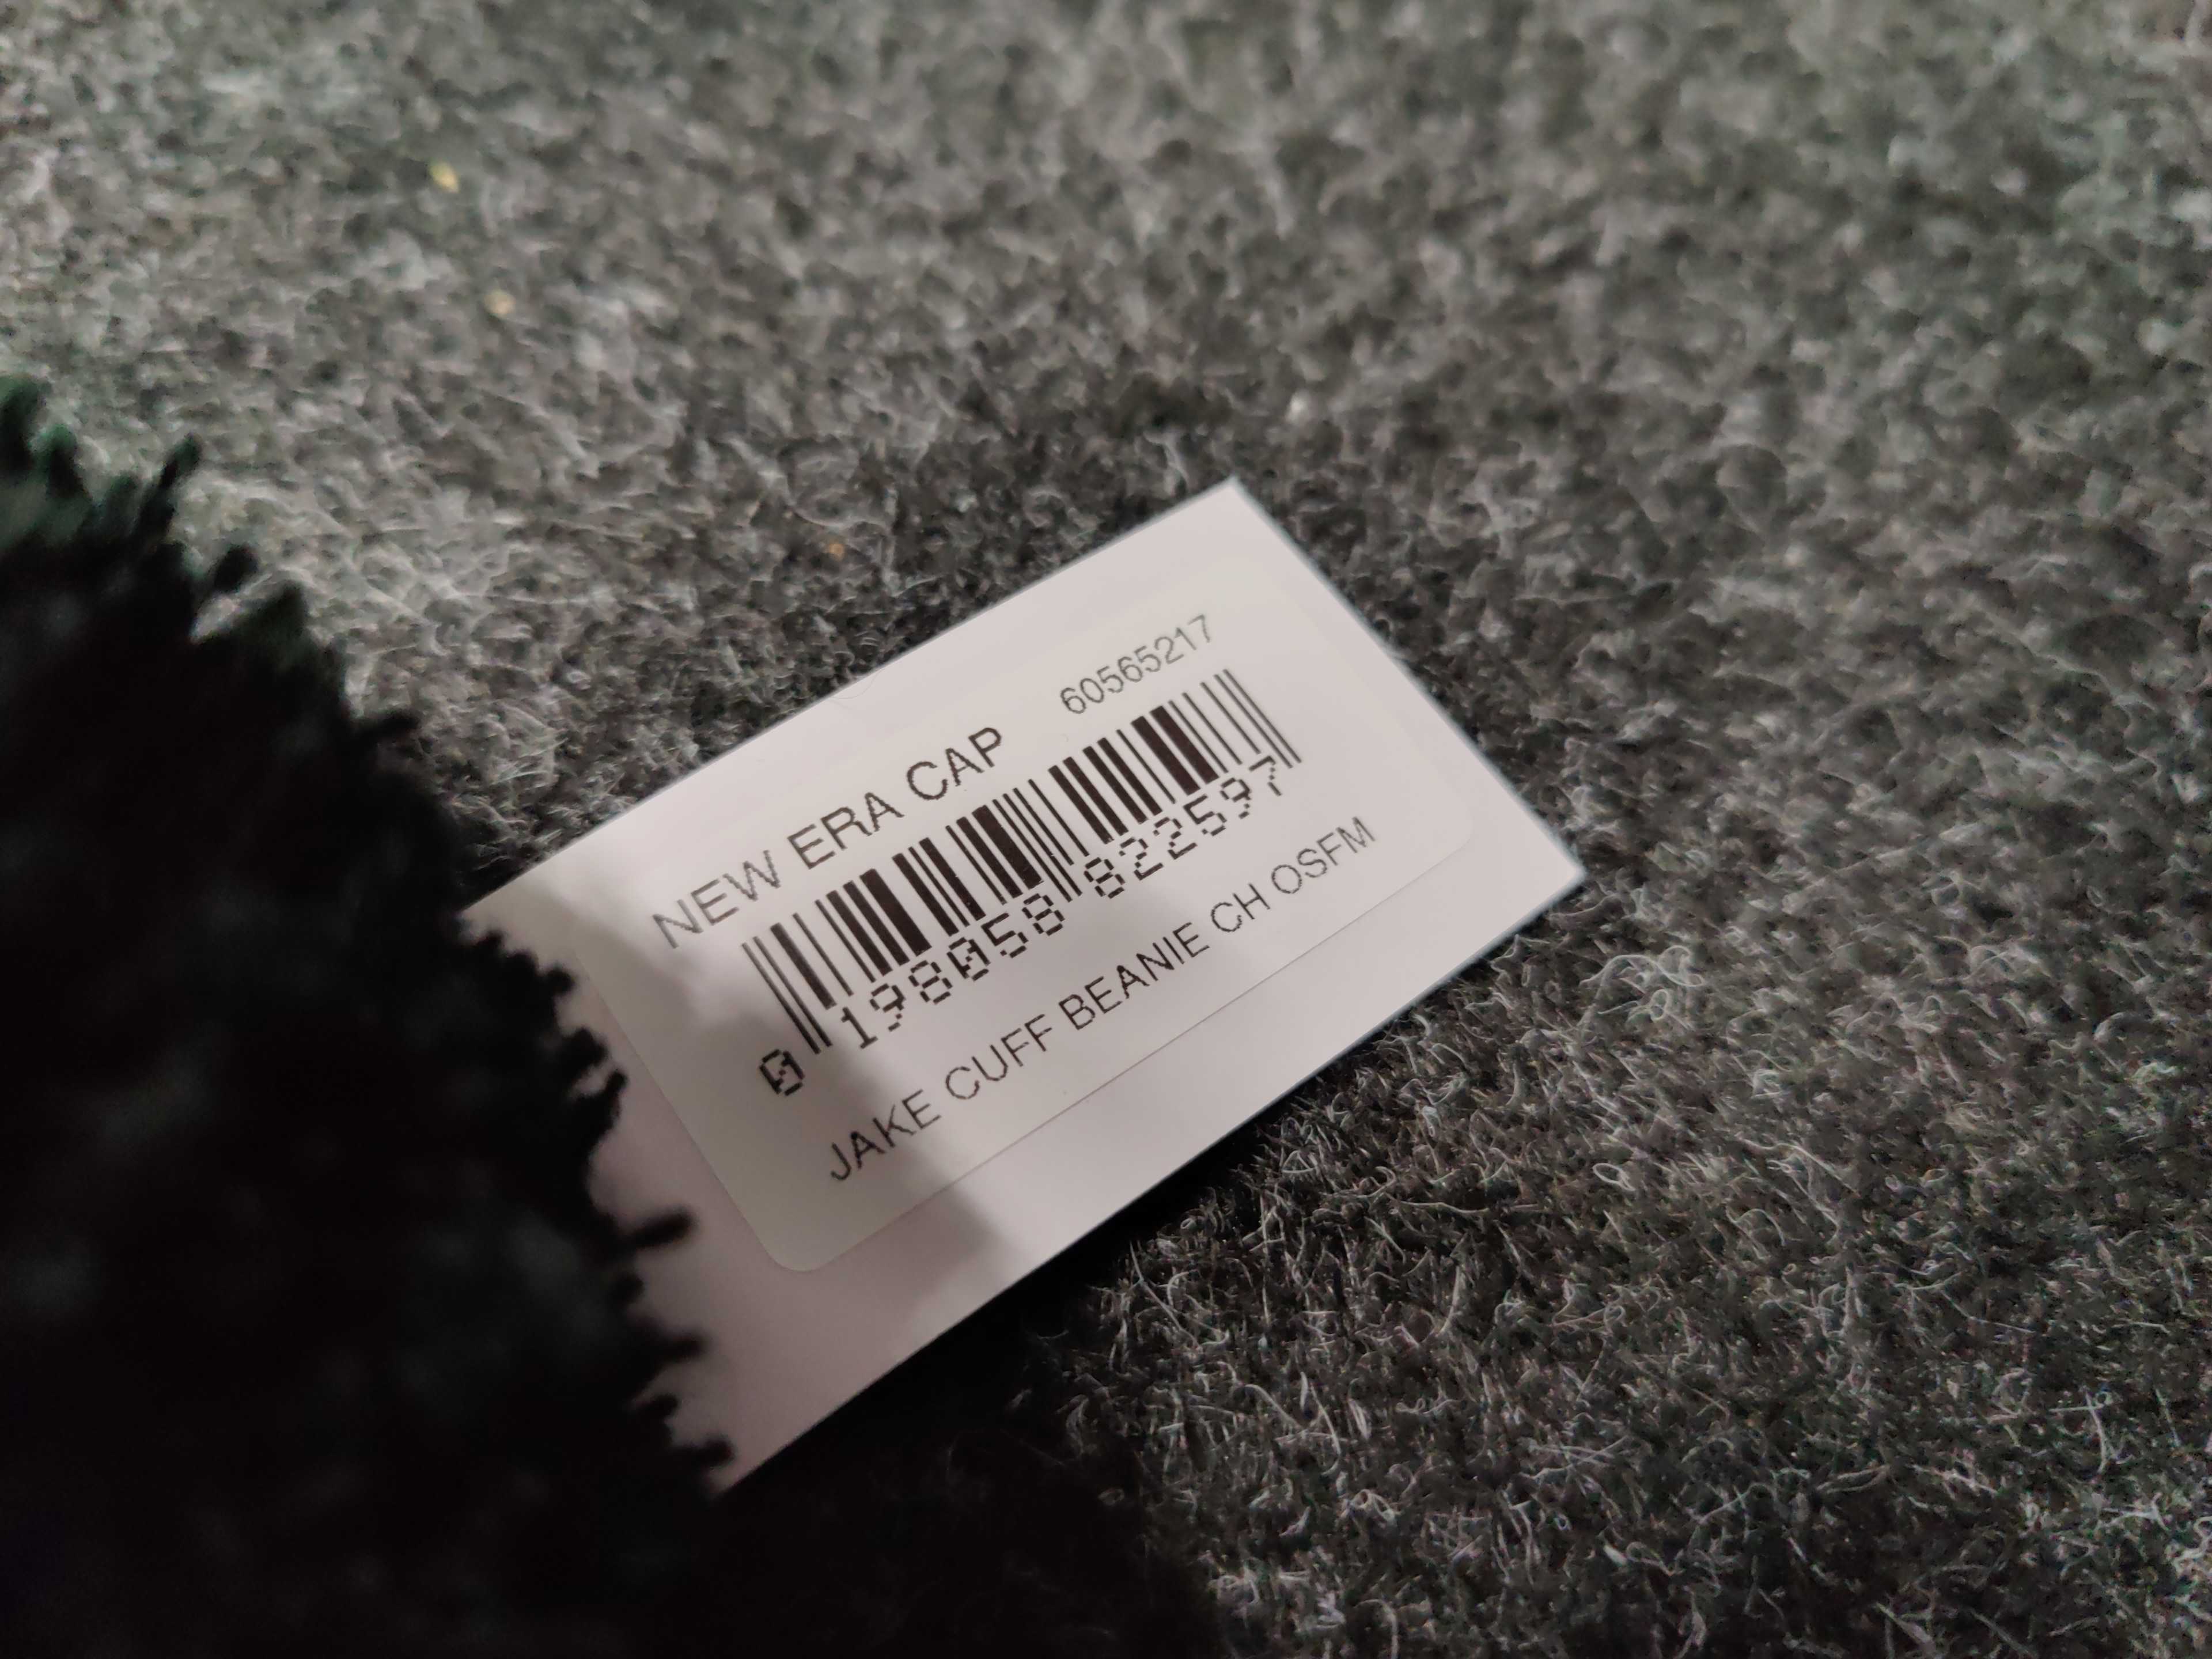 NEW ERA CAP 60565217
0 198058 822597
JAKE CUFF BEANIE CH OSFM